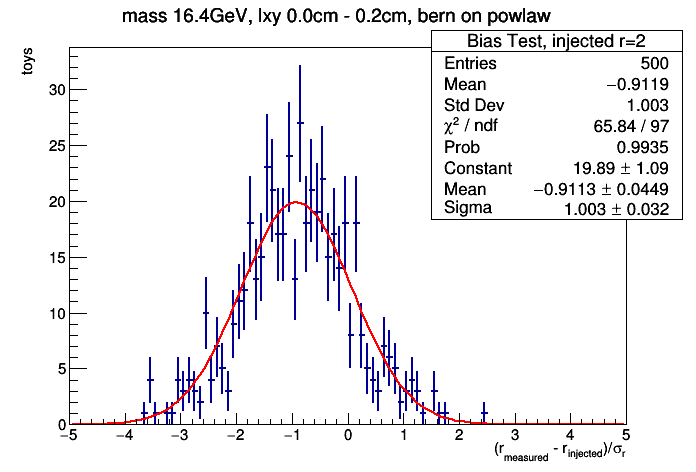 mass 16.4GeV, lxy 0.0cm - 0.2cm, bern on powlaw
Bias Test, injected r=2
Entries 500
Mean −0.9119
Std Dev 1.003
χ² / ndf 65.84 / 97
Prob 0.9935
Constant 19.89 ± 1.09
Mean −0.9113 ± 0.0449
Sigma 1.003 ± 0.032
toys
30
25
20
15
10
5
0
−5 −4 −3 −2 −1 0 1 2 3 4 5
(r_measured - r_injected)/σ_r